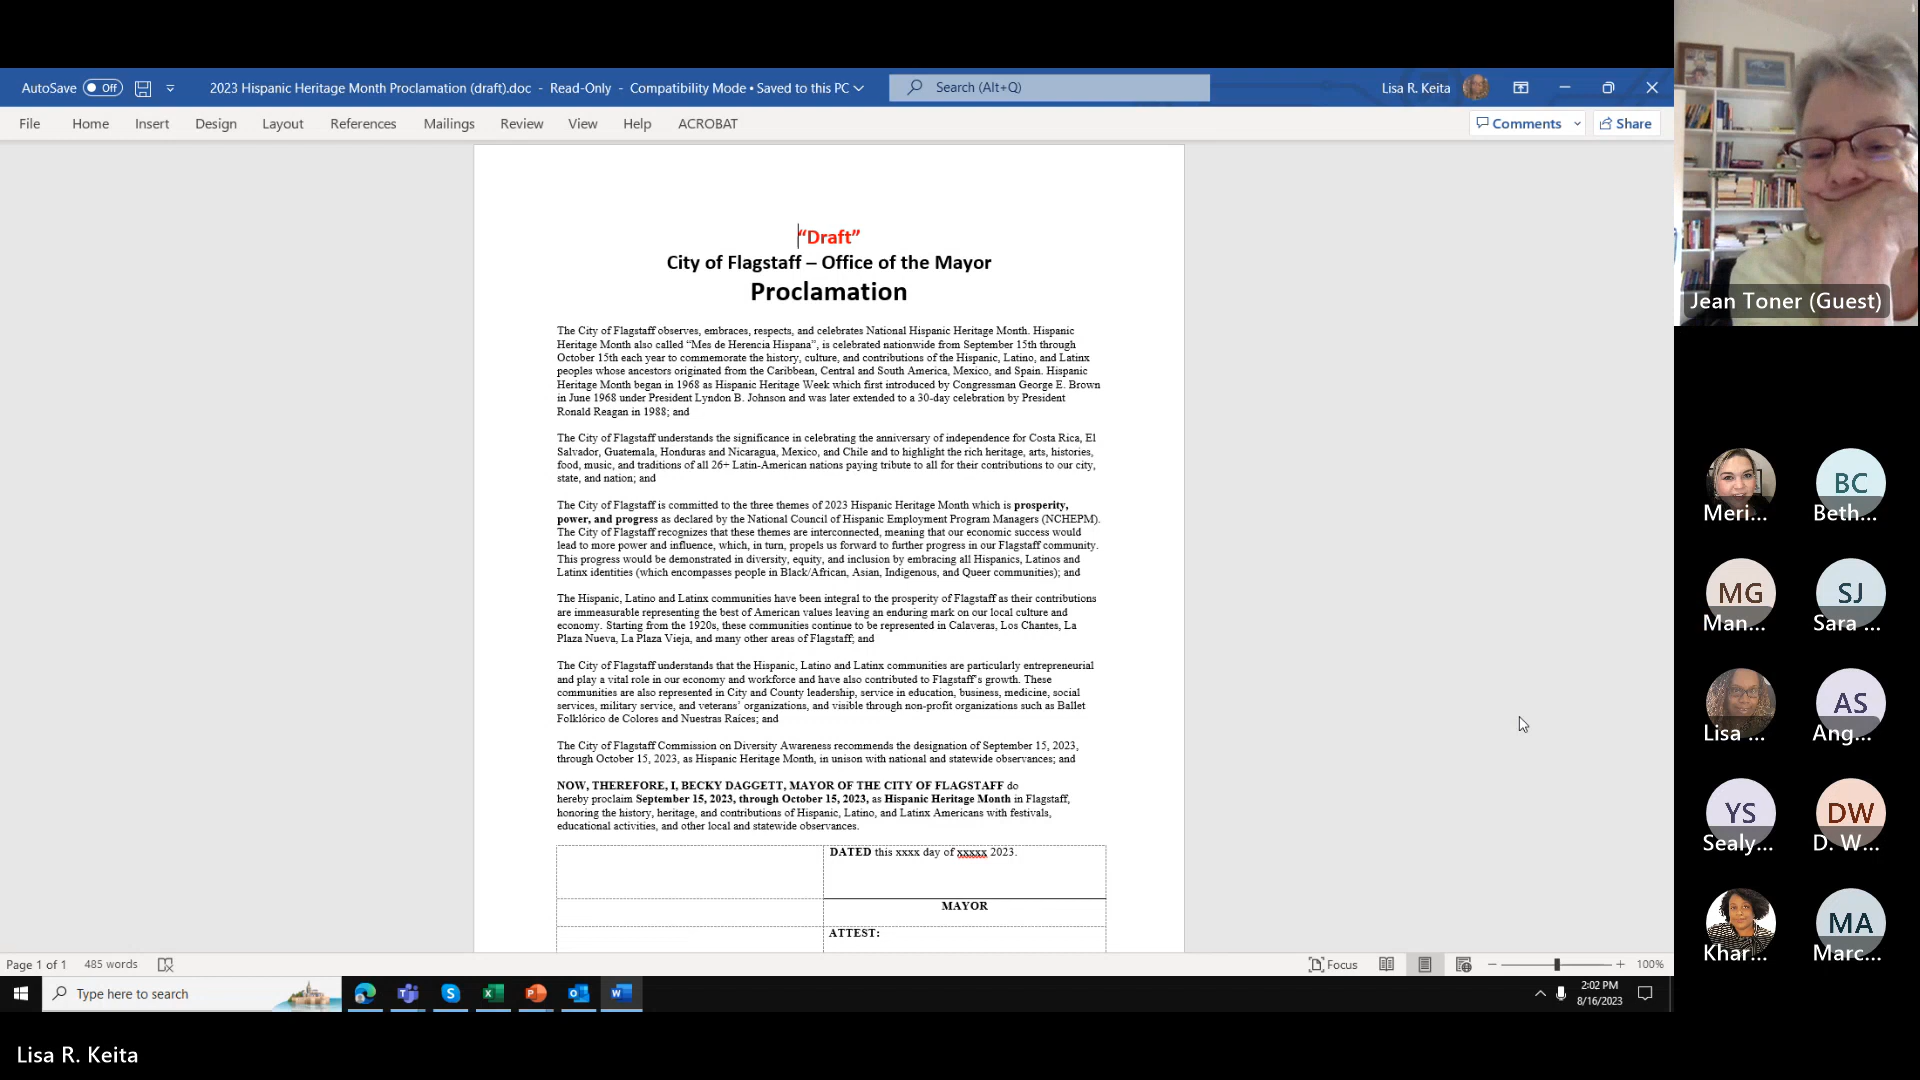 AutoSave Off 2023 Hispanic Heritage Month Proclamation (draft).doc - Read-Only - Compatibility Mode • Saved to this PC Search (Alt+Q) Lisa R. Keita
File Home Insert Design Layout References Mailings Review View Help ACROBAT Comments Share
“Draft”
City of Flagstaff – Office of the Mayor
Proclamation
The City of Flagstaff observes, embraces, respects, and celebrates National Hispanic Heritage Month. Hispanic
Heritage Month also called “Mes de Herencia Hispana”, is celebrated nationwide from September 15th through
October 15th each year to commemorate the history, culture, and contributions of the Hispanic, Latino, and Latinx
peoples whose ancestors originated from the Caribbean, Central and South America, Mexico, and Spain. Hispanic
Heritage Month began in 1968 as Hispanic Heritage Week which first introduced by Congressman George E. Brown
in June 1968 under President Lyndon B. Johnson and was later extended to a 30-day celebration by President
Ronald Reagan in 1988; and
The City of Flagstaff understands the significance in celebrating the anniversary of independence for Costa Rica, El
Salvador, Guatemala, Honduras and Nicaragua, Mexico, and Chile and to highlight the rich heritage, arts, histories,
food, music, and traditions of all 26+ Latin-American nations paying tribute to all for their contributions to our city,
state, and nation; and
The City of Flagstaff is committed to the three themes of 2023 Hispanic Heritage Month which is prosperity,
power, and progress as declared by the National Council of Hispanic Employment Program Managers (NCHEPM).
The City of Flagstaff recognizes that these themes are interconnected, meaning that our economic success would
lead to more power and influence, which, in turn, propels us forward to further progress in our Flagstaff community.
This progress would be demonstrated in diversity, equity, and inclusion by embracing all Hispanics, Latinos and
Latinx identities (which encompasses people in Black/African, Asian, Indigenous, and Queer communities); and
The Hispanic, Latino and Latinx communities have been integral to the prosperity of Flagstaff as their contributions
are immeasurable representing the best of American values leaving an enduring mark on our local culture and
economy. Starting from the 1920s, these communities continue to be represented in Calaveras, Los Chantes, La
Plaza Nueva, La Plaza Vieja, and many other areas of Flagstaff; and
The City of Flagstaff understands that the Hispanic, Latino and Latinx communities are particularly entrepreneurial
and play a vital role in our economy and workforce and have also contributed to Flagstaff’s growth. These
communities are also represented in City and County leadership, service in education, business, medicine, social
services, military service, and veterans’ organizations, and visible through non-profit organizations such as Ballet
Folklórico de Colores and Nuestras Raíces; and
The City of Flagstaff Commission on Diversity Awareness recommends the designation of September 15, 2023,
through October 15, 2023, as Hispanic Heritage Month, in unison with national and statewide observances; and
NOW, THEREFORE, I, BECKY DAGGETT, MAYOR OF THE CITY OF FLAGSTAFF do
hereby proclaim September 15, 2023, through October 15, 2023, as Hispanic Heritage Month in Flagstaff,
honoring the history, heritage, and contributions of Hispanic, Latino, and Latinx Americans with festivals,
educational activities, and other local and statewide observances.
DATED this xxxx day of xxxxx 2023.
MAYOR
ATTEST:
Page 1 of 1 485 words Focus 100%
Type here to search 2:02 PM
8/16/2023
Lisa R. Keita
Jean Toner (Guest)
BC
Meri... Beth...
MG SJ
Man... Sara ...
AS
Lisa ... Ang...
YS DW
Sealy... D. W...
MA
Khar... Marc...